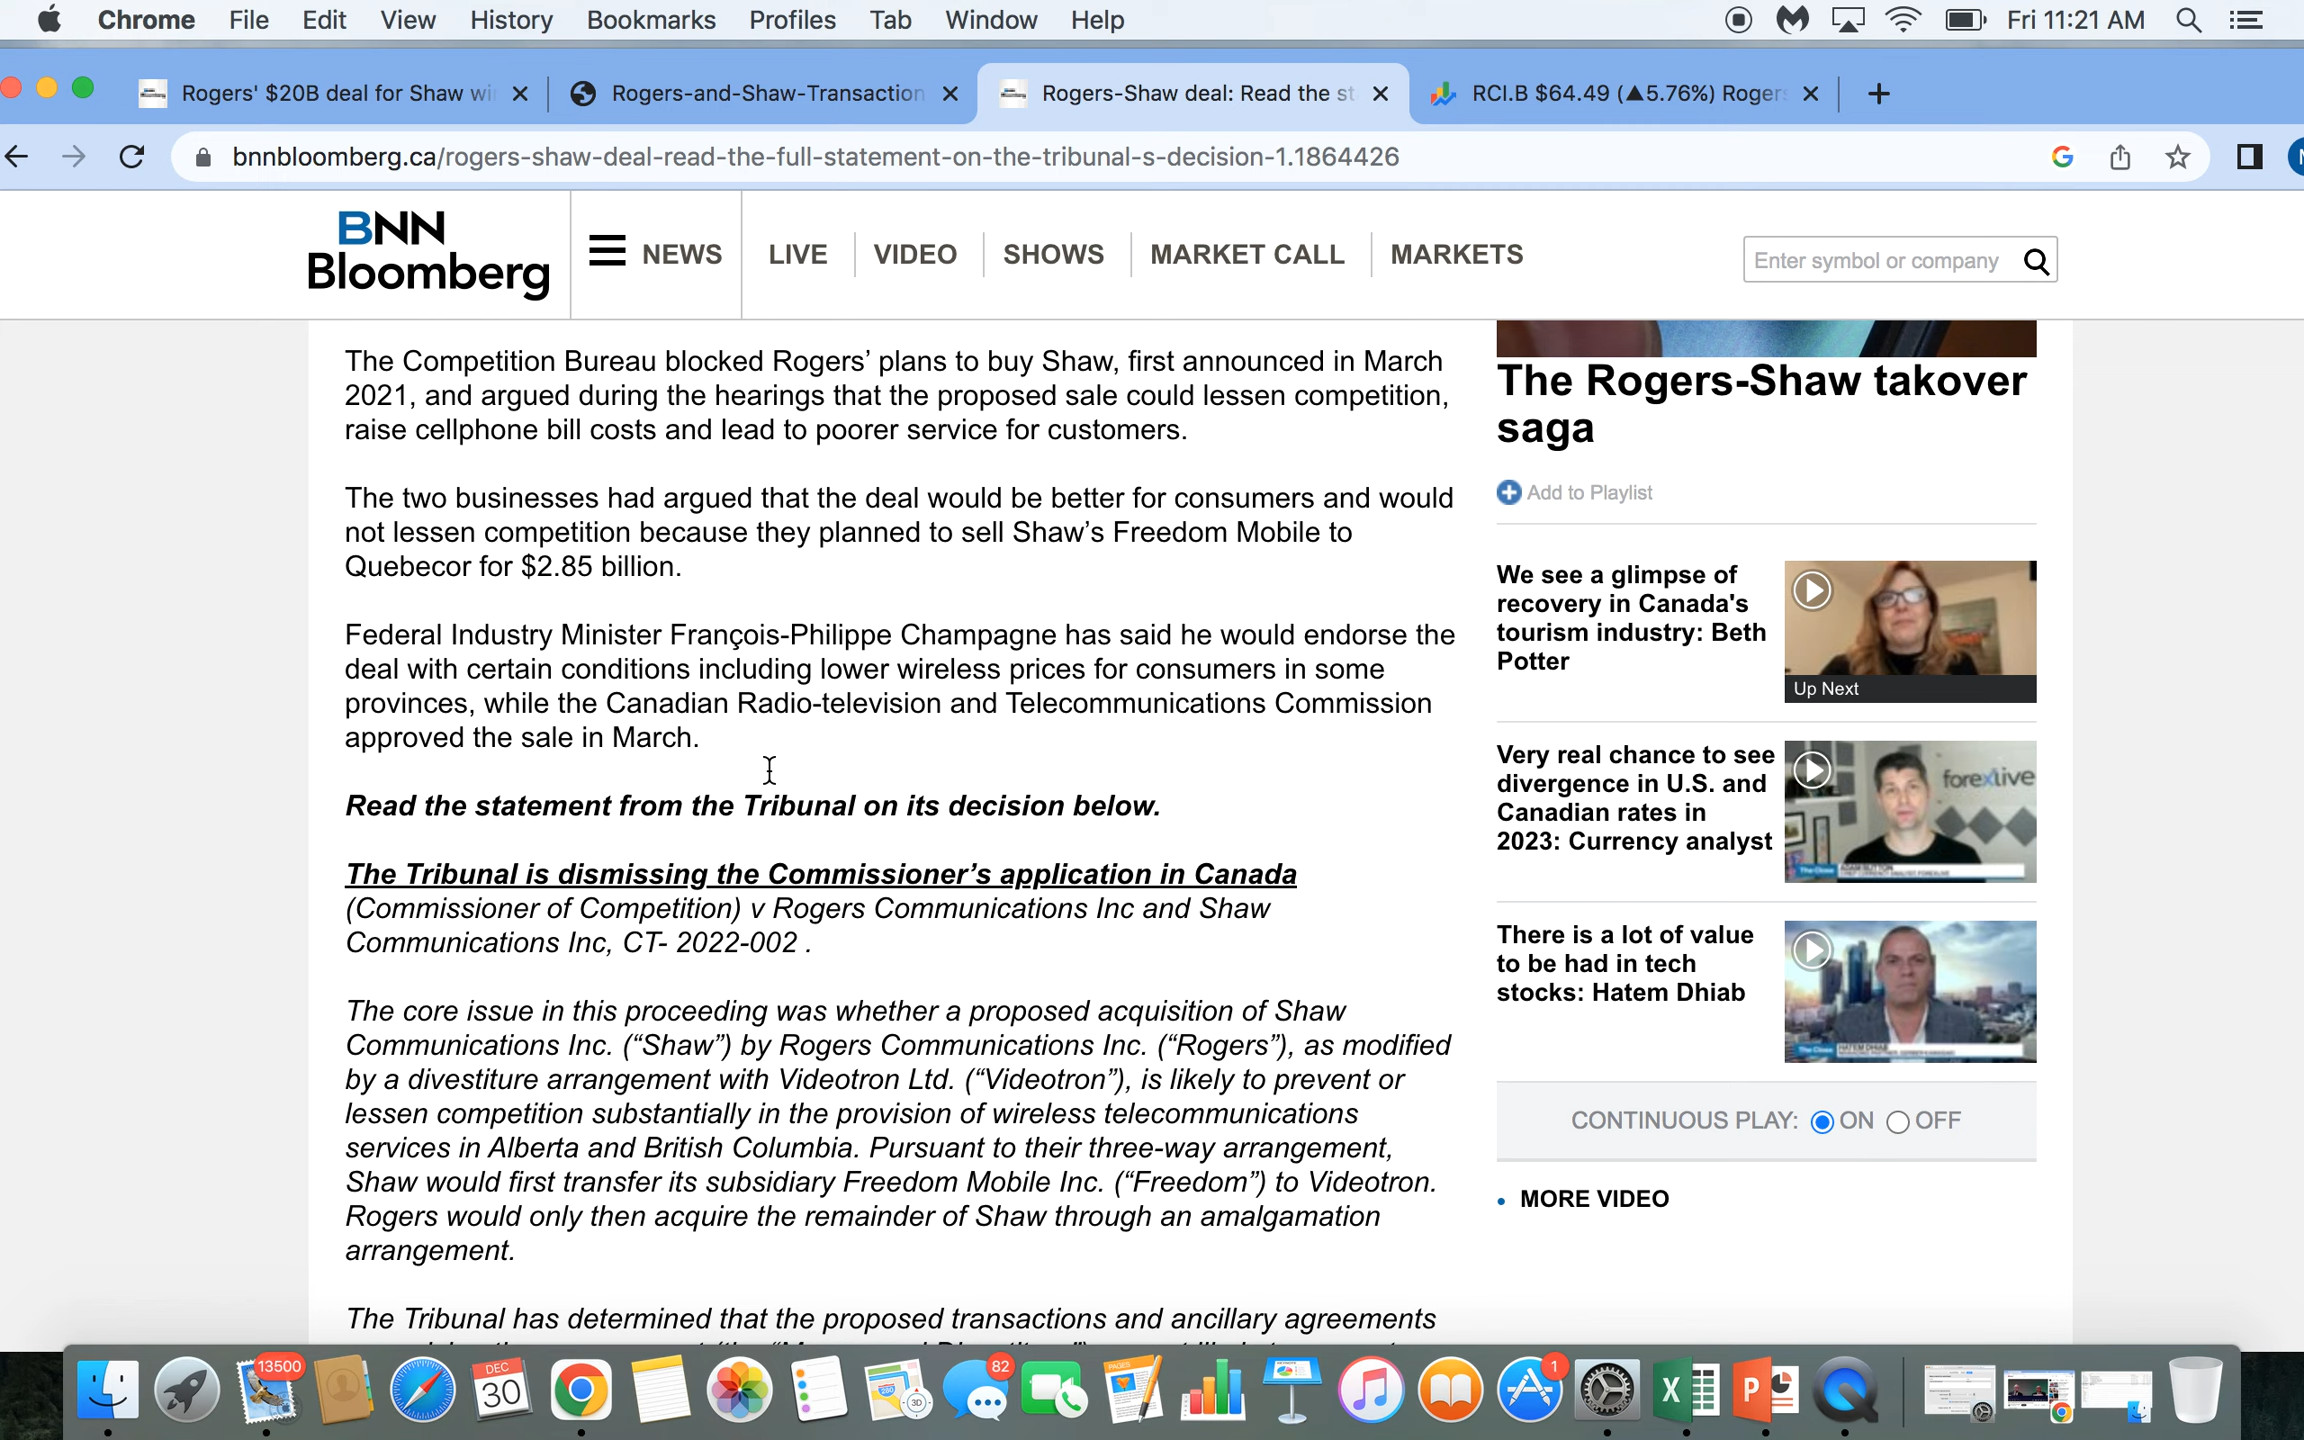 Chrome File Edit View History Bookmarks Profiles Tab Window Help Fri 11:21 AM
Rogers' $20B deal for Shaw wi Rogers-and-Shaw-Transaction Rogers-Shaw deal: Read the st RCI.B $64.49 (▲5.76%) Roger
bnnbloomberg.ca/rogers-shaw-deal-read-the-full-statement-on-the-tribunal-s-decision-1.1864426
BNN
Bloomberg
NEWS LIVE VIDEO SHOWS MARKET CALL MARKETS
Enter symbol or company
The Competition Bureau blocked Rogers’ plans to buy Shaw, first announced in March
2021, and argued during the hearings that the proposed sale could lessen competition,
raise cellphone bill costs and lead to poorer service for customers.
The two businesses had argued that the deal would be better for consumers and would
not lessen competition because they planned to sell Shaw’s Freedom Mobile to
Quebecor for $2.85 billion.
Federal Industry Minister François-Philippe Champagne has said he would endorse the
deal with certain conditions including lower wireless prices for consumers in some
provinces, while the Canadian Radio-television and Telecommunications Commission
approved the sale in March.
Read the statement from the Tribunal on its decision below.
The Tribunal is dismissing the Commissioner’s application in Canada
(Commissioner of Competition) v Rogers Communications Inc and Shaw
Communications Inc, CT- 2022-002 .
The core issue in this proceeding was whether a proposed acquisition of Shaw
Communications Inc. (“Shaw”) by Rogers Communications Inc. (“Rogers”), as modified
by a divestiture arrangement with Videotron Ltd. (“Videotron”), is likely to prevent or
lessen competition substantially in the provision of wireless telecommunications
services in Alberta and British Columbia. Pursuant to their three-way arrangement,
Shaw would first transfer its subsidiary Freedom Mobile Inc. (“Freedom”) to Videotron.
Rogers would only then acquire the remainder of Shaw through an amalgamation
arrangement.
The Tribunal has determined that the proposed transactions and ancillary agreements
The Rogers-Shaw takover
saga
Add to Playlist
We see a glimpse of
recovery in Canada's
tourism industry: Beth
Potter
Up Next
Very real chance to see
divergence in U.S. and
Canadian rates in
2023: Currency analyst
forexlive
There is a lot of value
to be had in tech
stocks: Hatem Dhiab
CONTINUOUS PLAY: ON OFF
MORE VIDEO
13500
DEC
30
280
3D
82
PAGES
1
X
P